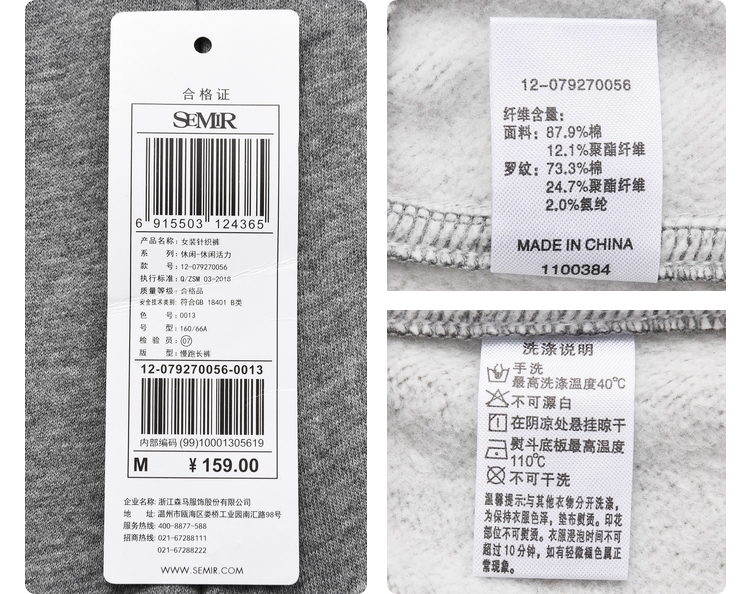 合格证
SEMIR
6 915503 124365
产品名称: 女装针织裤
系 列: 休闲-休闲活力
款 号: 12-079270056
执行标准: Q/ZSM 03-2018
质量等级: 合格品
安全技术类别: 符合GB 18401 B类
色 号: 0013
号 型: 160/66A
检 验 员: 07
版 型: 慢跑长裤
12-079270056-0013
内部编码 (99)10001305619
M ¥159.00
企业名称: 浙江森马服饰股份有限公司
地 址: 温州市瓯海区娄桥工业园南汇路98号
服务热线: 400-8877-588
招商热线: 021-67288111
021-67288222
WWW.SEMIR.COM
12-079270056
纤维含量:
面料: 87.9%棉
12.1%聚酯纤维
罗纹: 73.3%棉
24.7%聚酯纤维
2.0%氨纶
MADE IN CHINA
1100384
洗涤说明
手洗
最高洗涤温度40℃
不可漂白
在阴凉处悬挂晾干
熨斗底板最高温度
110℃
不可干洗
温馨提示:与其他衣物分开洗涤,
为保持衣服色泽, 垫布熨烫。印花
部位不可熨烫。衣服浸泡时间不可
超过10分钟, 如有轻微褪色属正
常现象。